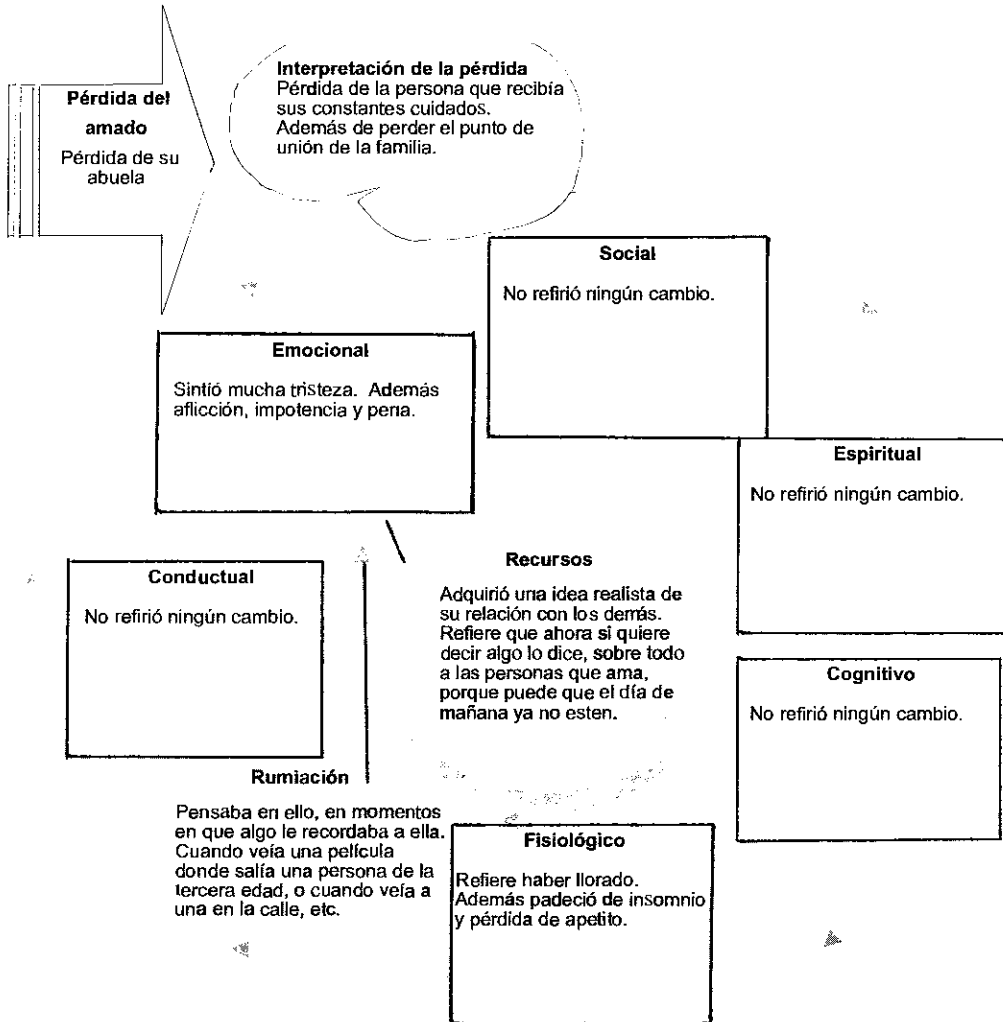 Pérdida del
amado
Pérdida de su
abuela
Interpretación de la pérdida
Pérdida de la persona que recibía
sus constantes cuidados.
Además de perder el punto de
unión de la familia.
Social
No refirió ningún cambio.
Emocional
Sintió mucha tristeza. Además
aflicción, impotencia y pena.
Espiritual
No refirió ningún cambio.
Recursos
Adquirió una idea realista de
su relación con los demás.
Refiere que ahora si quiere
decir algo lo dice, sobre todo
a las personas que ama,
porque puede que el día de
mañana ya no esten.
Conductual
No refirió ningún cambio.
Cognitivo
No refirió ningún cambio.
Rumiación
Pensaba en ello, en momentos
en que algo le recordaba a ella.
Cuando veía una película
donde salía una persona de la
tercera edad, o cuando veía a
una en la calle, etc.
Fisiológico
Refiere haber llorado.
Además padeció de insomnio
y pérdida de apetito.